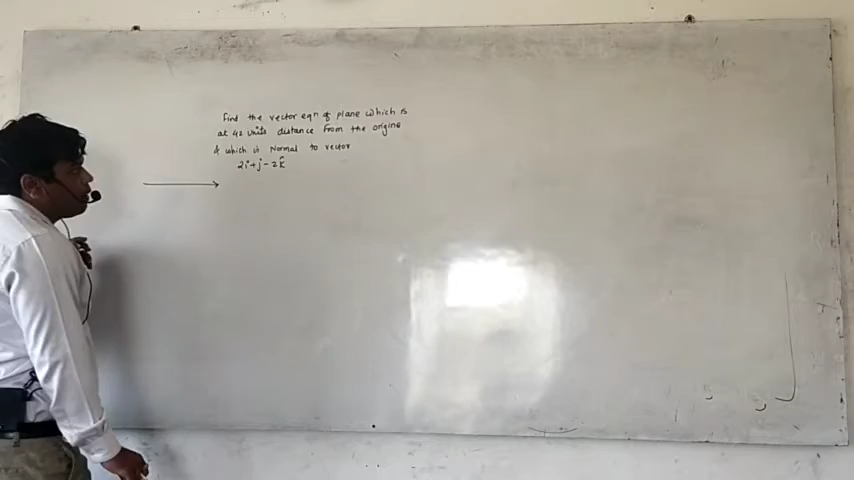 Find the vector eqn of plane which is
at 42 units distance from the origine
& which is Normal to vector
2i+j-2k̂